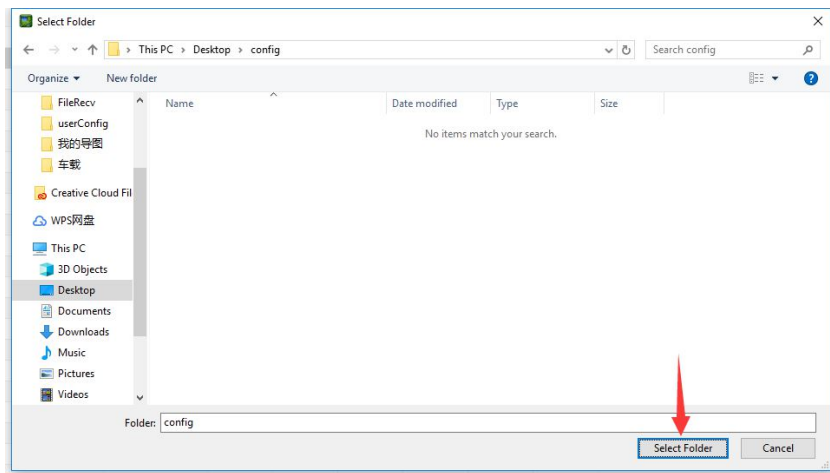 Select Folder
This PC > Desktop > config
Search config
Organize
New folder
FileRecv
userConfig
我的导图
车载
Creative Cloud Fil
WPS网盘
This PC
3D Objects
Desktop
Documents
Downloads
Music
Pictures
Videos
Name
Date modified
Type
Size
No items match your search.
Folder: config
Select Folder
Cancel